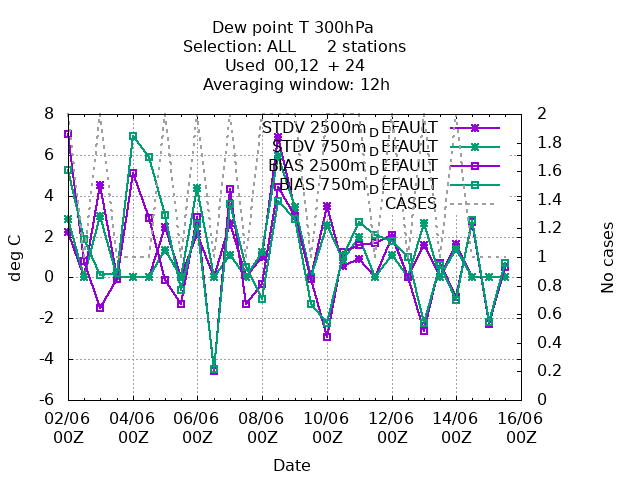 Dew point T 300hPa
Selection: ALL 2 stations
Used 00,12 + 24
Averaging window: 12h
8 2
STDV 2500m_DEFAULT
1.8
STDV 750m_DEFAULT
6 1.6
BIAS 2500m_DEFAULT
BIAS 750m_DEFAULT
4 1.4
CASES
2 1.2
1
deg C No cases
0 0.8
-2 0.6
0.4
-4
0.2
-6 0
02/06 04/06 06/06 08/06 10/06 12/06 14/06 16/06
00Z 00Z 00Z 00Z 00Z 00Z 00Z 00Z
Date